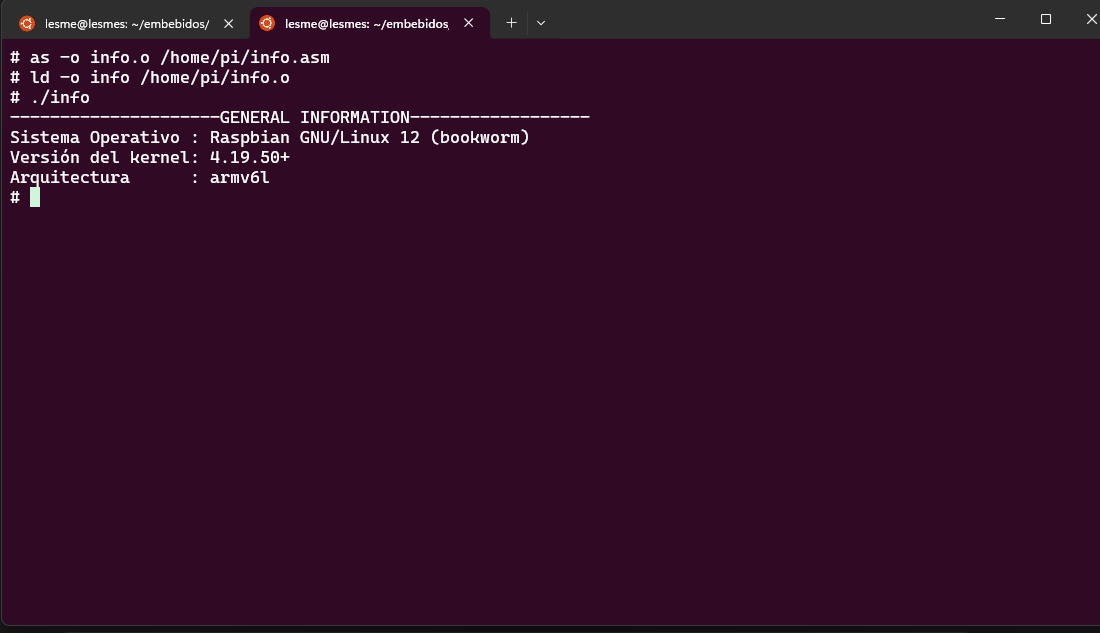 lesme@lesmes: ~/embebidos/
lesme@lesmes: ~/embebidos,
# as -o info.o /home/pi/info.asm
# ld -o info /home/pi/info.o
# ./info
---------------------GENERAL INFORMATION------------------
Sistema Operativo : Raspbian GNU/Linux 12 (bookworm)
Versión del kernel: 4.19.50+
Arquitectura      : armv6l
#